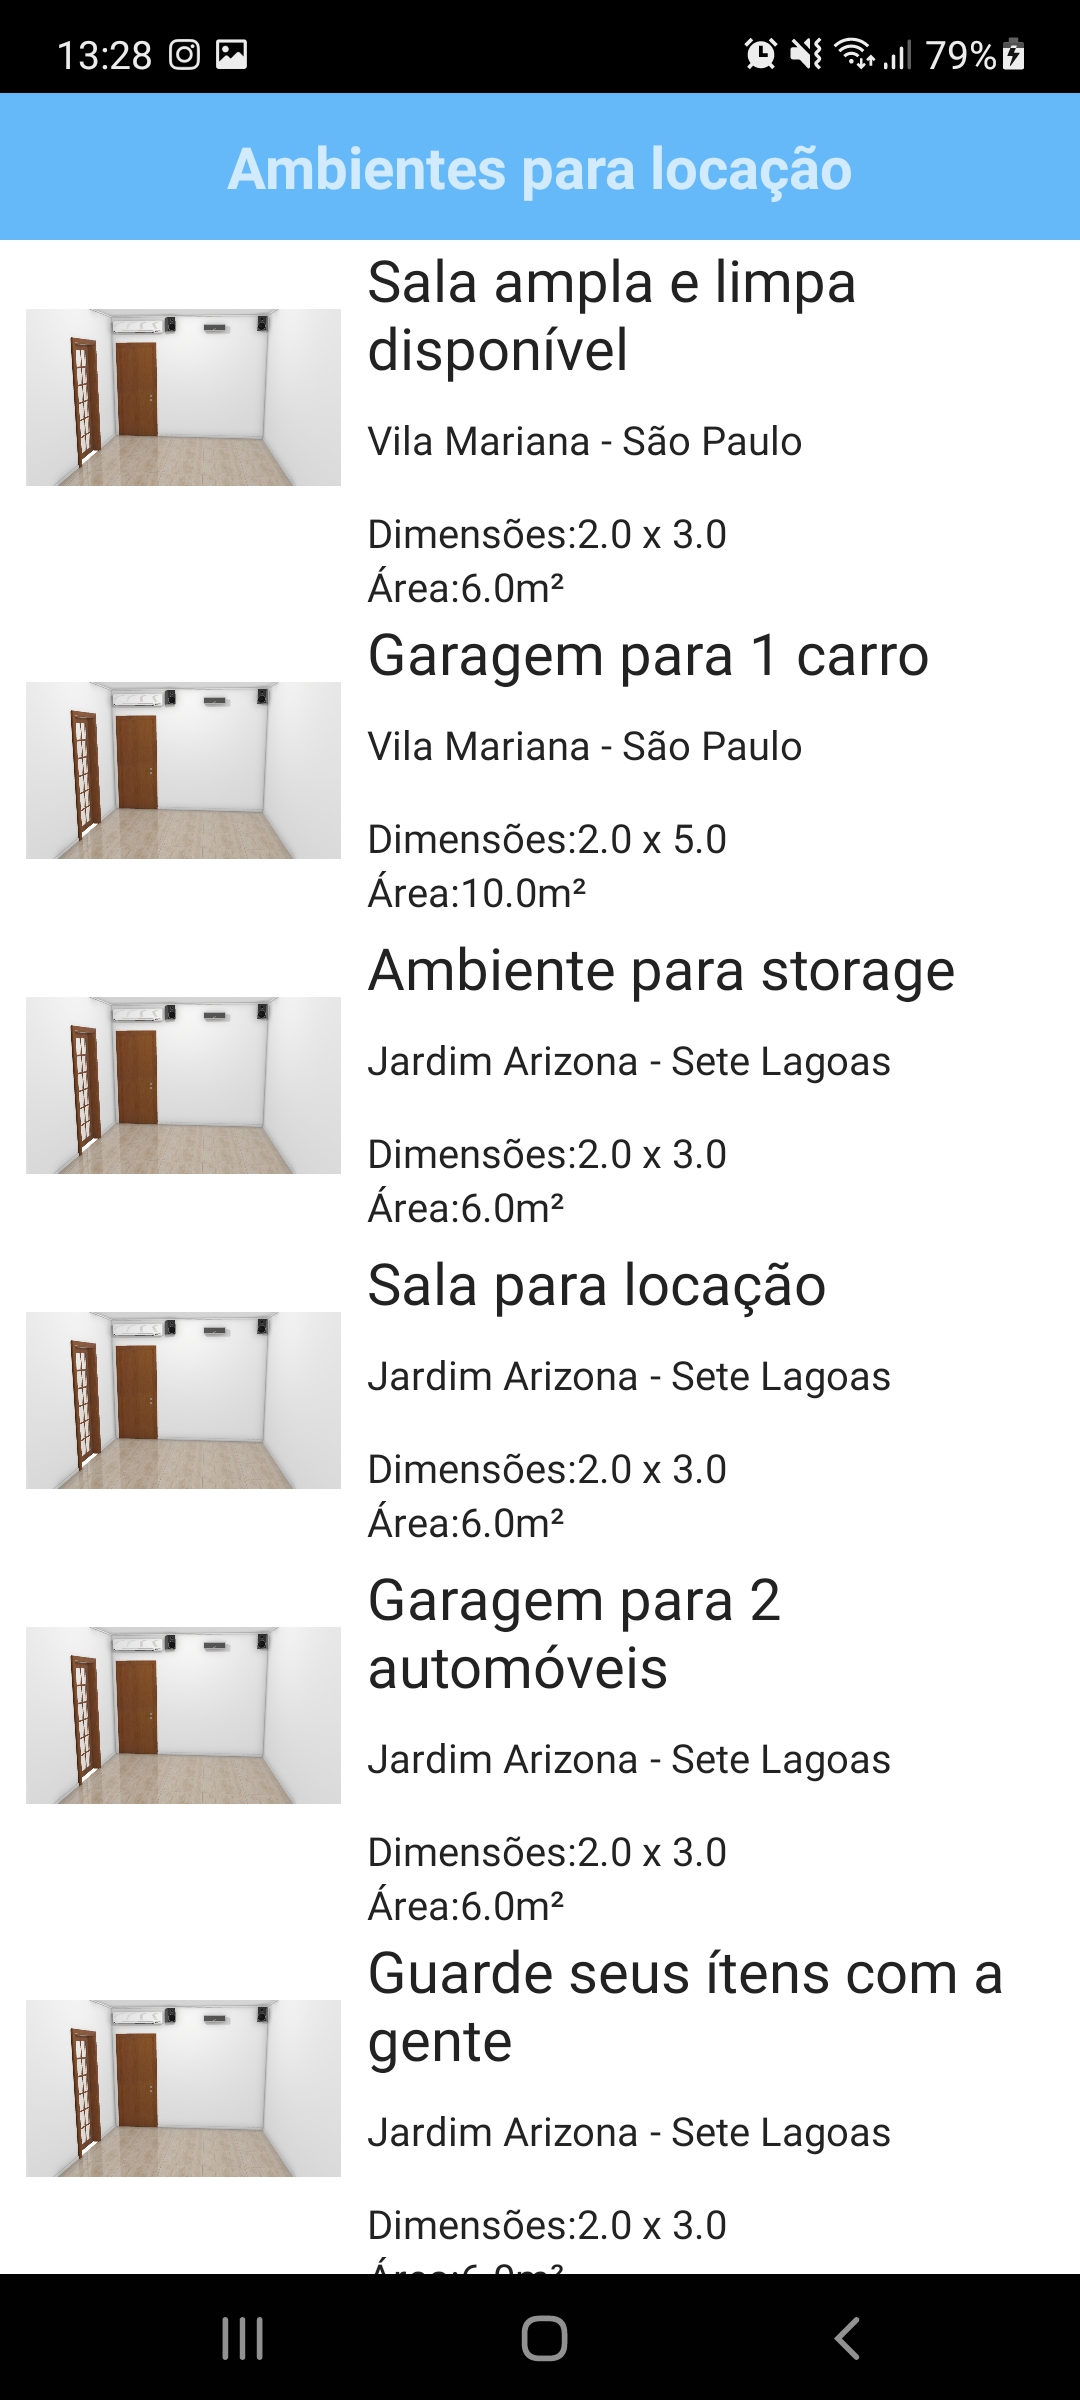 13:28
79%
Ambientes para locação
Sala ampla e limpa
disponível
Vila Mariana - São Paulo
Dimensões:2.0 x 3.0
Área:6.0m²
Garagem para 1 carro
Vila Mariana - São Paulo
Dimensões:2.0 x 5.0
Área:10.0m²
Ambiente para storage
Jardim Arizona - Sete Lagoas
Dimensões:2.0 x 3.0
Área:6.0m²
Sala para locação
Jardim Arizona - Sete Lagoas
Dimensões:2.0 x 3.0
Área:6.0m²
Garagem para 2
automóveis
Jardim Arizona - Sete Lagoas
Dimensões:2.0 x 3.0
Área:6.0m²
Guarde seus ítens com a
gente
Jardim Arizona - Sete Lagoas
Dimensões:2.0 x 3.0
Área:6.0m²